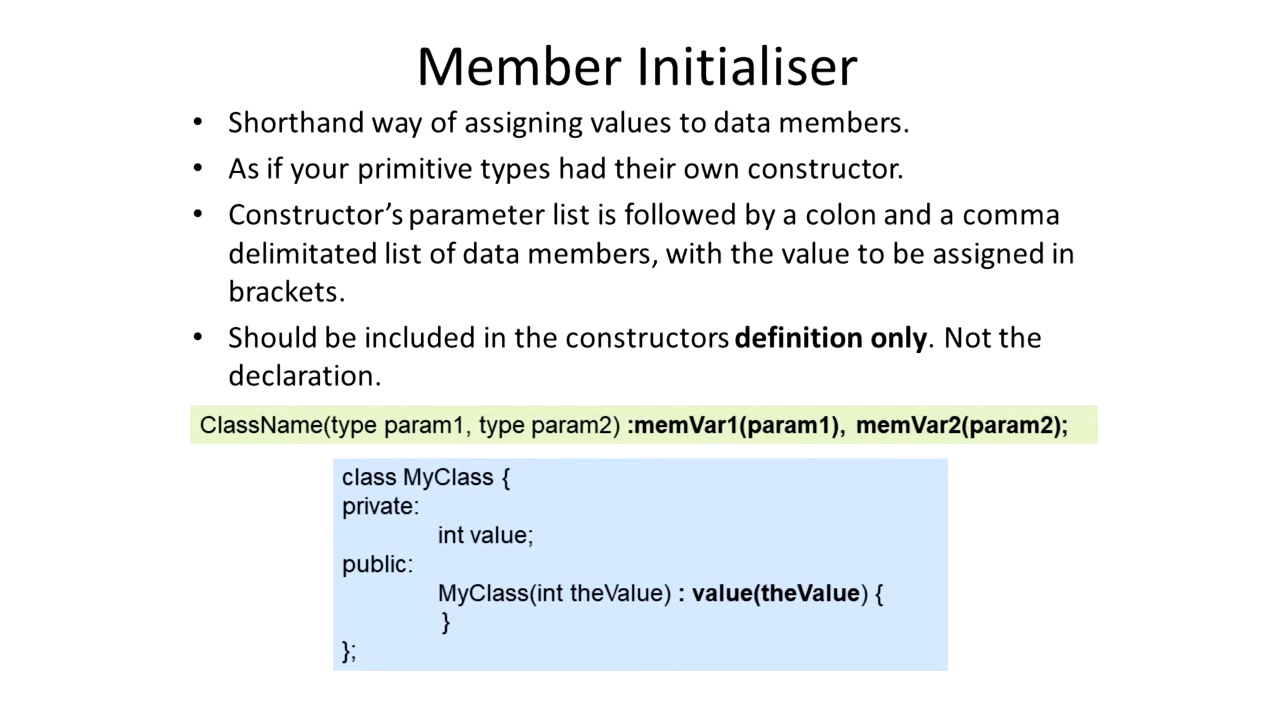 Member Initialiser
• Shorthand way of assigning values to data members.
• As if your primitive types had their own constructor.
• Constructor’s parameter list is followed by a colon and a comma
delimitated list of data members, with the value to be assigned in
brackets.
• Should be included in the constructors definition only. Not the
declaration.
ClassName(type param1, type param2) :memVar1(param1), memVar2(param2);
class MyClass {
private:
int value;
public:
MyClass(int theValue) : value(theValue) {
}
};